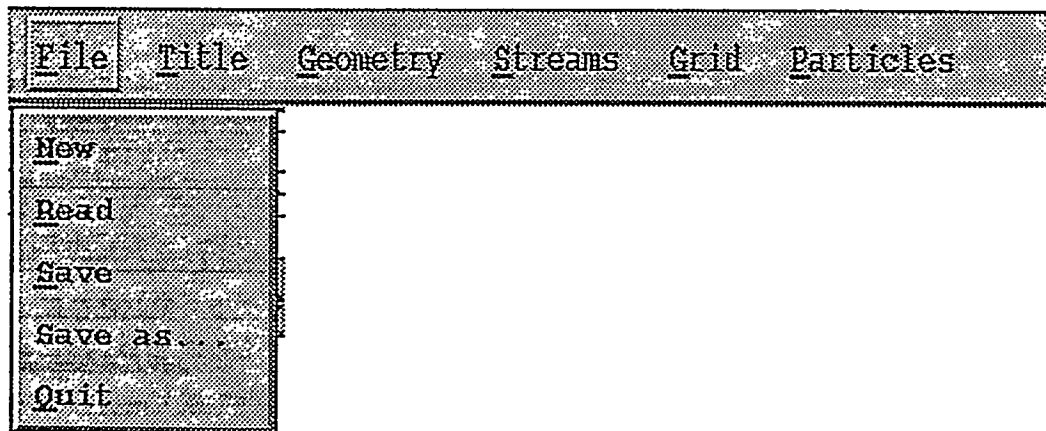 File Title Geometry Streams Grid Particles
New
Read
Save
Save as...
Quit